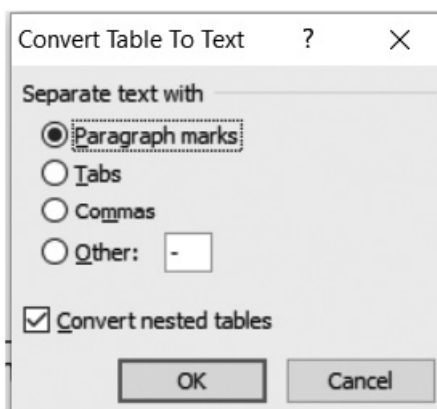 Convert Table To Text ?
Separate text with
Paragraph marks
Tabs
Commas
Other: -
Convert nested tables
OK Cancel